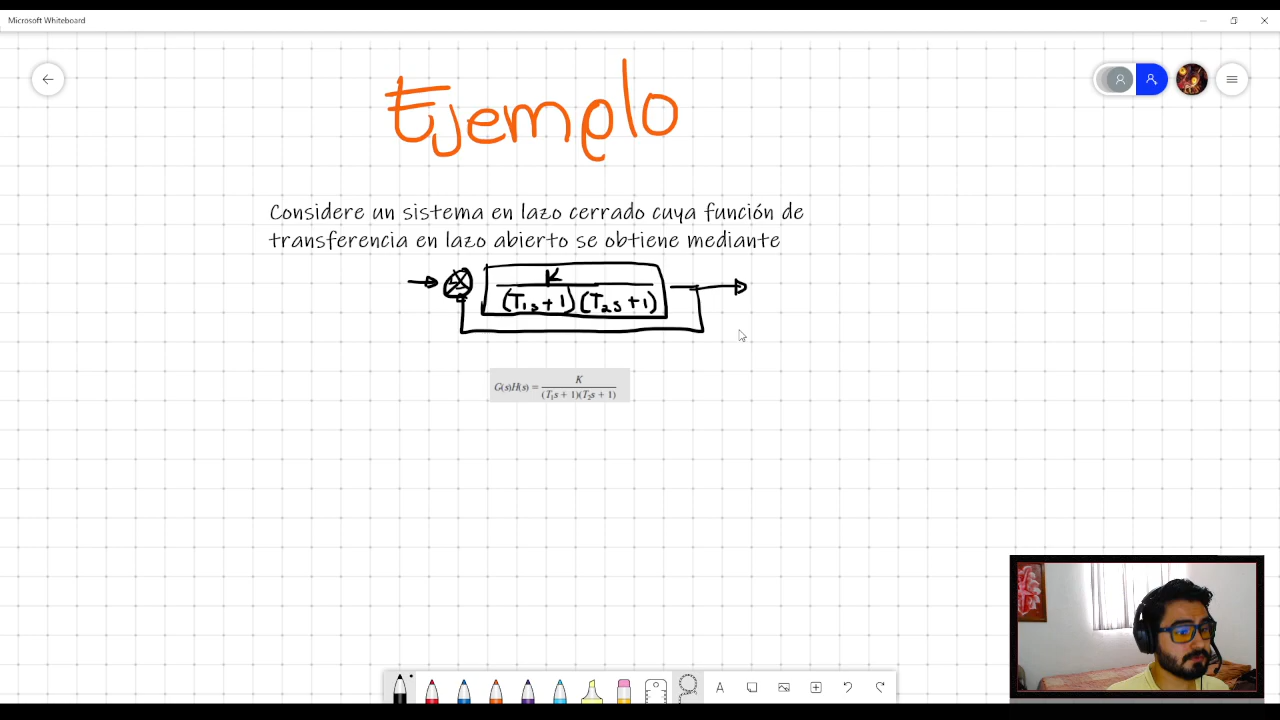 Microsoft Whiteboard
Ejemplo
Considere un sistema en lazo cerrado cuya función de
transferencia en lazo abierto se obtiene mediante
K
(T₁s + 1)(T₂s + 1)
G(s)H(s) = K
(T₁s + 1)(T₂s + 1)
A